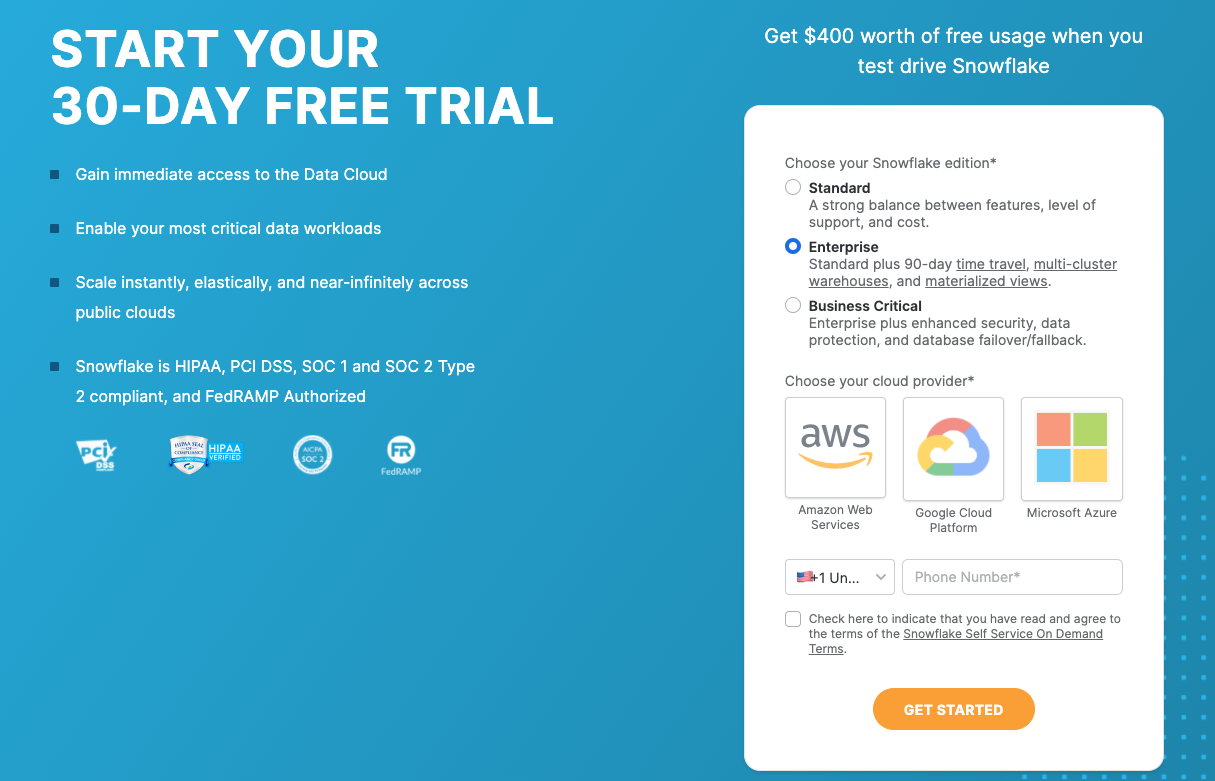 START YOUR
30-DAY FREE TRIAL
Gain immediate access to the Data Cloud
Enable your most critical data workloads
Scale instantly, elastically, and near-infinitely across
public clouds
Snowflake is HIPAA, PCI DSS, SOC 1 and SOC 2 Type
2 compliant, and FedRAMP Authorized
PCI
DSS
HIPAA SEAL
OF
COMPLIANCE
HIPAA
VERIFIED
AICPA
SOC 2
FR
FedRAMP
Get $400 worth of free usage when you
test drive Snowflake
Choose your Snowflake edition*
Standard
A strong balance between features, level of
support, and cost.
Enterprise
Standard plus 90-day time travel, multi-cluster
warehouses, and materialized views.
Business Critical
Enterprise plus enhanced security, data
protection, and database failover/fallback.
Choose your cloud provider*
aws
Amazon Web
Services
Google Cloud
Platform
Microsoft Azure
+1 Un...
Phone Number*
Check here to indicate that you have read and agree to
the terms of the Snowflake Self Service On Demand
Terms.
GET STARTED